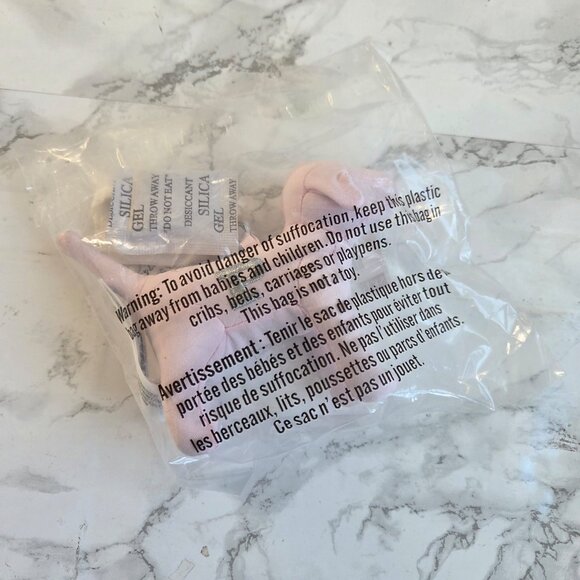 SILICA
GEL
THROW AWAY
"DO NOT EAT"
DESICCANT
SILICA
GEL
THROW AWAY
Warning: To avoid danger of suffocation, keep this plastic
bag away from babies and children. Do not use this bag in
cribs, beds, carriages or playpens.
This bag is not a toy.
Avertissement : Tenir le sac de plastique hors de
portée des bébés et des enfants pour éviter tout
risque de suffocation. Ne pas l'utiliser dans
les berceaux, lits, poussettes ou parcs d'enfants.
Ce sac n'est pas un jouet.